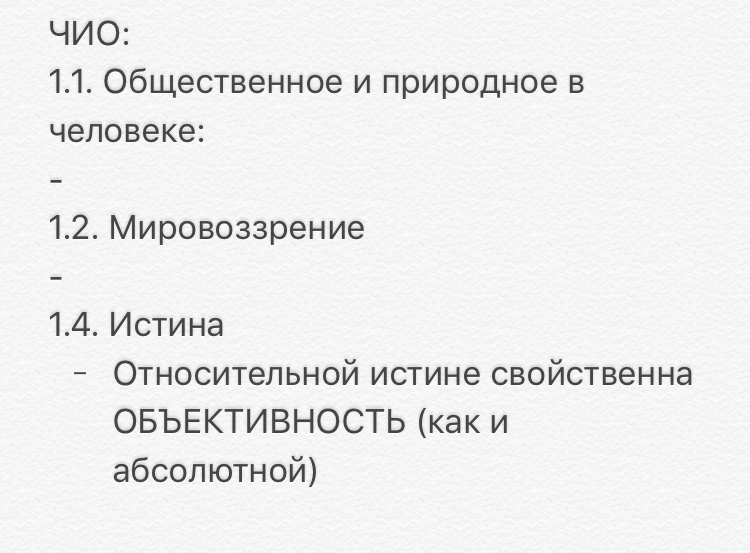 ЧИО:
1.1. Общественное и природное в
человеке:
-
1.2. Мировоззрение
-
1.4. Истина
- Относительной истине свойственна
ОБЪЕКТИВНОСТЬ (как и
абсолютной)